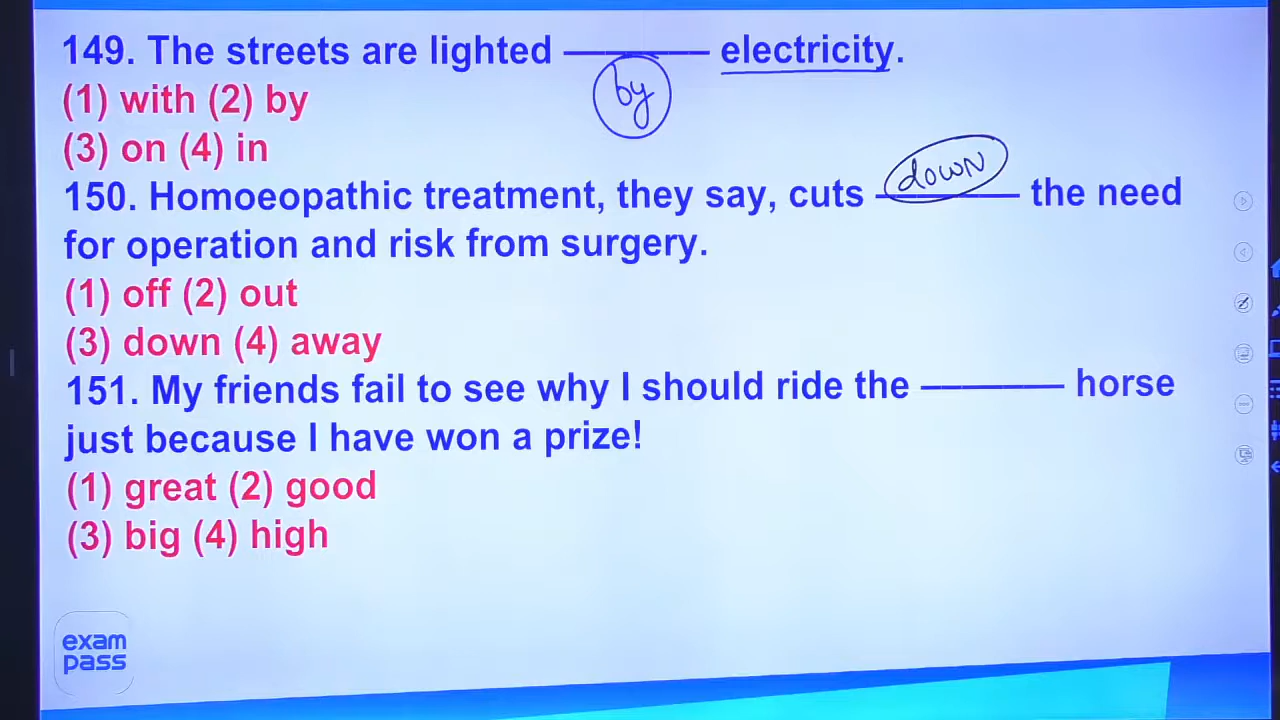 149. The streets are lighted ________ electricity.
by
(1) with (2) by
(3) on (4) in
down
150. Homoeopathic treatment, they say, cuts ________ the need
for operation and risk from surgery.
(1) off (2) out
(3) down (4) away
151. My friends fail to see why I should ride the ________ horse
just because I have won a prize!
(1) great (2) good
(3) big (4) high
exam
pass